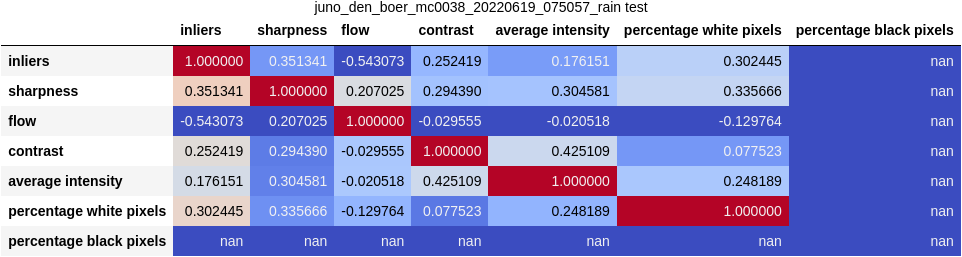 juno_den_boer_mc0038_20220619_075057_rain test
inliers sharpness flow contrast average intensity percentage white pixels percentage black pixels
inliers 1.000000 0.351341 -0.543073 0.252419 0.176151 0.302445 nan
sharpness 0.351341 1.000000 0.207025 0.294390 0.304581 0.335666 nan
flow -0.543073 0.207025 1.000000 -0.029555 -0.020518 -0.129764 nan
contrast 0.252419 0.294390 -0.029555 1.000000 0.425109 0.077523 nan
average intensity 0.176151 0.304581 -0.020518 0.425109 1.000000 0.248189 nan
percentage white pixels 0.302445 0.335666 -0.129764 0.077523 0.248189 1.000000 nan
percentage black pixels nan nan nan nan nan nan nan